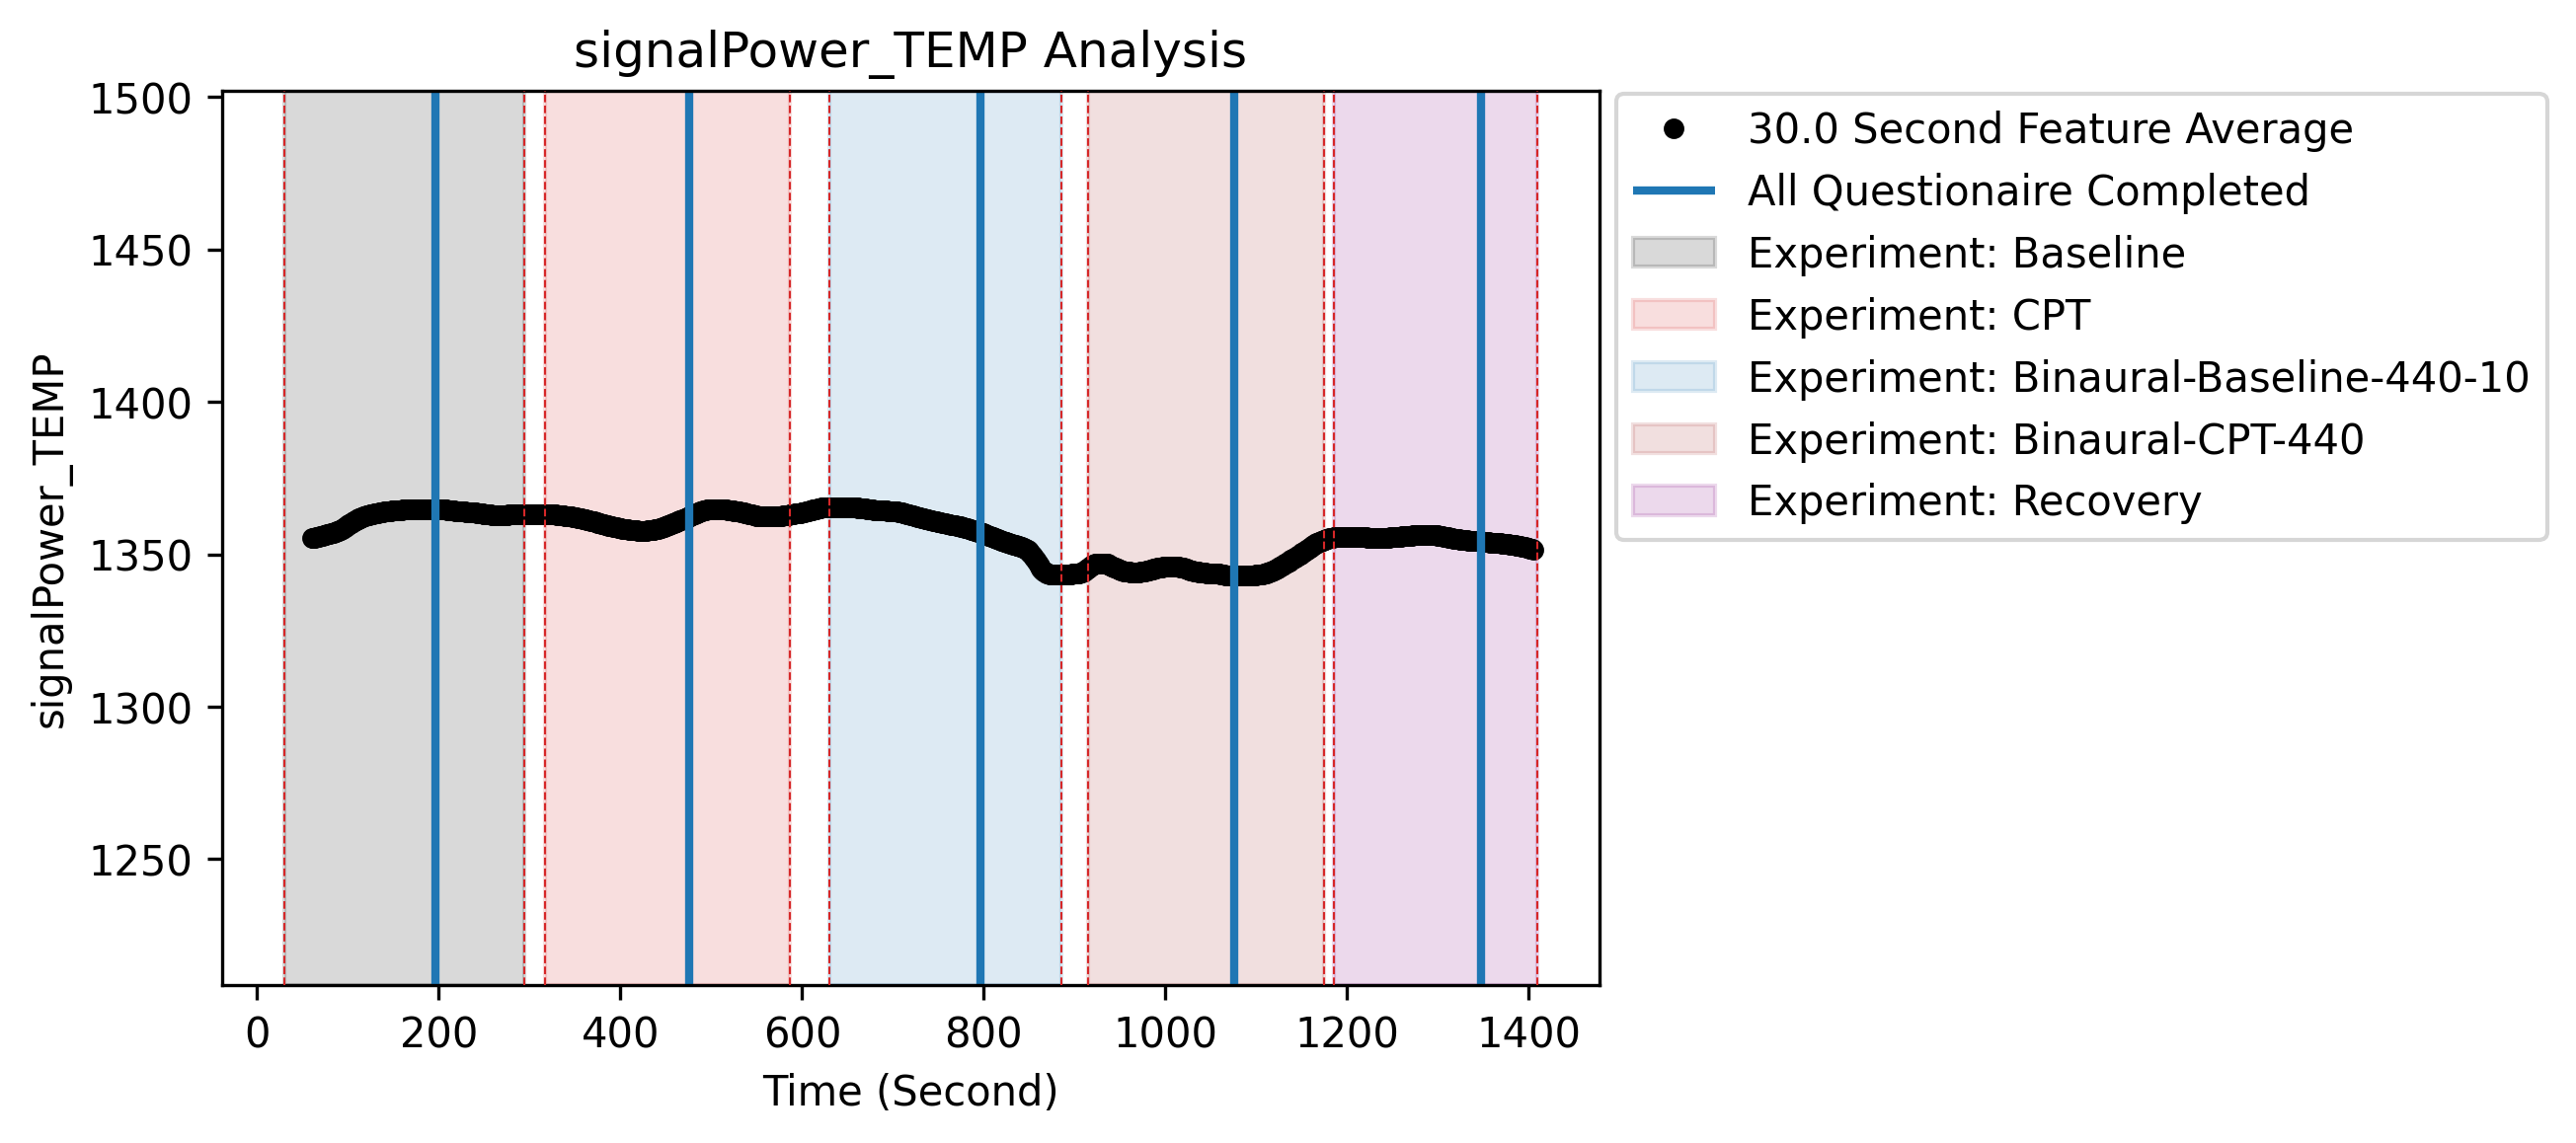 signalPower_TEMP Analysis
signalPower_TEMP
1500
1450
1400
1350
1300
1250
0 200 400 600 800 1000 1200 1400
Time (Second)
30.0 Second Feature Average
All Questionaire Completed
Experiment: Baseline
Experiment: CPT
Experiment: Binaural-Baseline-440-10
Experiment: Binaural-CPT-440
Experiment: Recovery